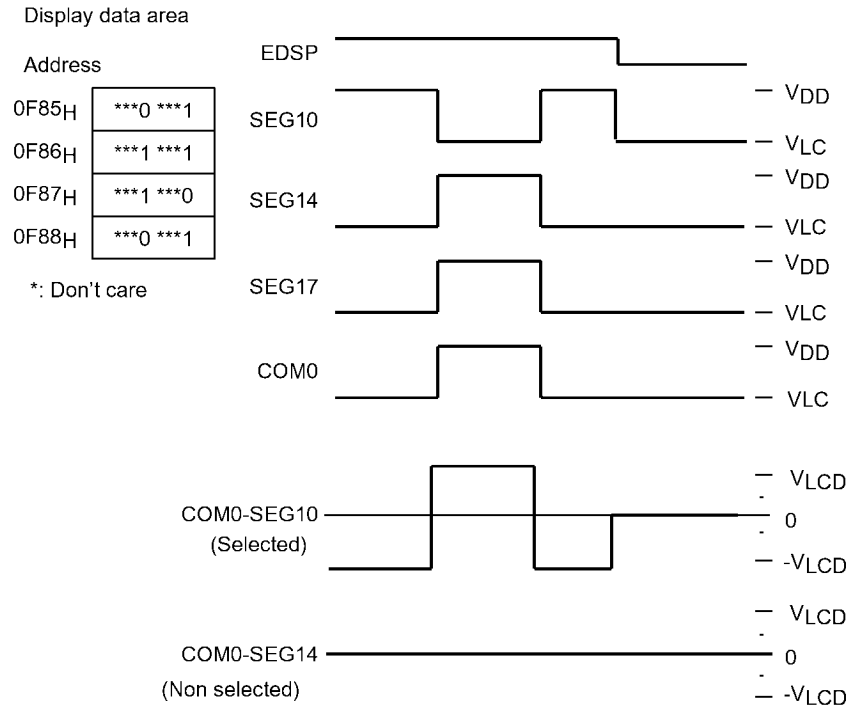 Display data area
Address
0F85H ***0 ***1
0F86H ***1 ***1
0F87H ***1 ***0
0F88H ***0 ***1
*: Don't care
EDSP
SEG10
VDD
VLC
SEG14
VDD
VLC
SEG17
VDD
VLC
COM0
VDD
VLC
COM0-SEG10
(Selected)
VLCD
0
-VLCD
COM0-SEG14
(Non selected)
VLCD
0
-VLCD